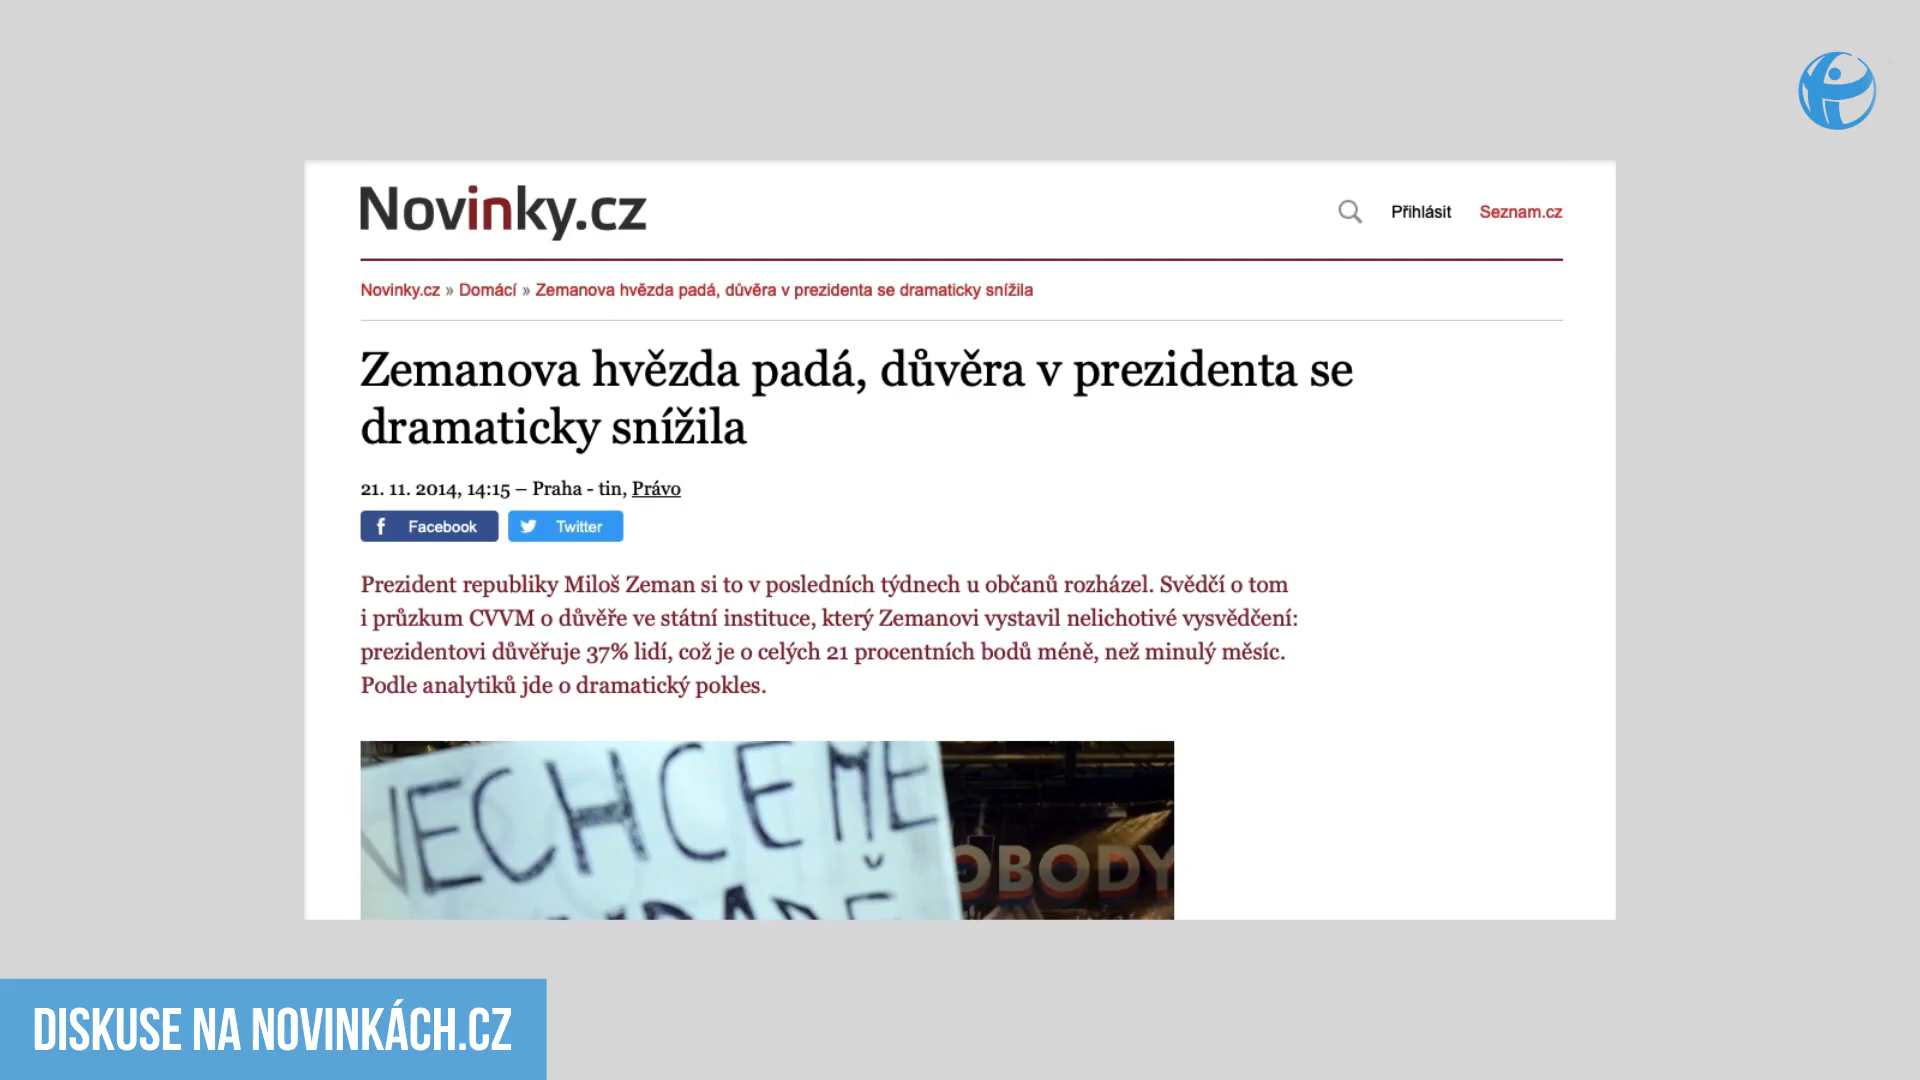 Novinky.cz
Přihlásit
Seznam.cz
Novinky.cz » Domácí » Zemanova hvězda padá, důvěra v prezidenta se dramaticky snížila
Zemanova hvězda padá, důvěra v prezidenta se
dramaticky snížila
21. 11. 2014, 14:15 – Praha - tin, Právo
Facebook
Twitter
Prezident republiky Miloš Zeman si to v posledních týdnech u občanů rozházel. Svědčí o tom
i průzkum CVVM o důvěře ve státní instituce, který Zemanovi vystavil nelichotivé vysvědčení:
prezidentovi důvěřuje 37% lidí, což je o celých 21 procentních bodů méně, než minulý měsíc.
Podle analytiků jde o dramatický pokles.
NECHCEME
OBODY
DISKUSE NA NOVINKÁCH.CZ